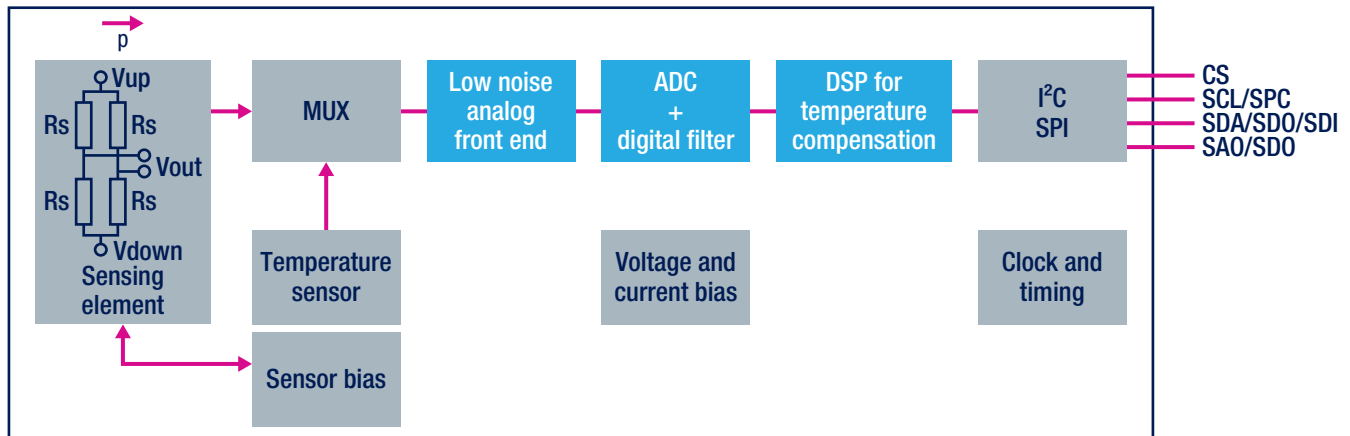 p
Vup
Rs
Rs
Vout
Rs
Rs
Vdown
Sensing
element
MUX
Temperature
sensor
Sensor bias
Low noise
analog
front end
ADC
+
digital filter
Voltage and
current bias
DSP for
temperature
compensation
I²C
SPI
Clock and
timing
CS
SCL/SPC
SDA/SDO/SDI
SAO/SDO